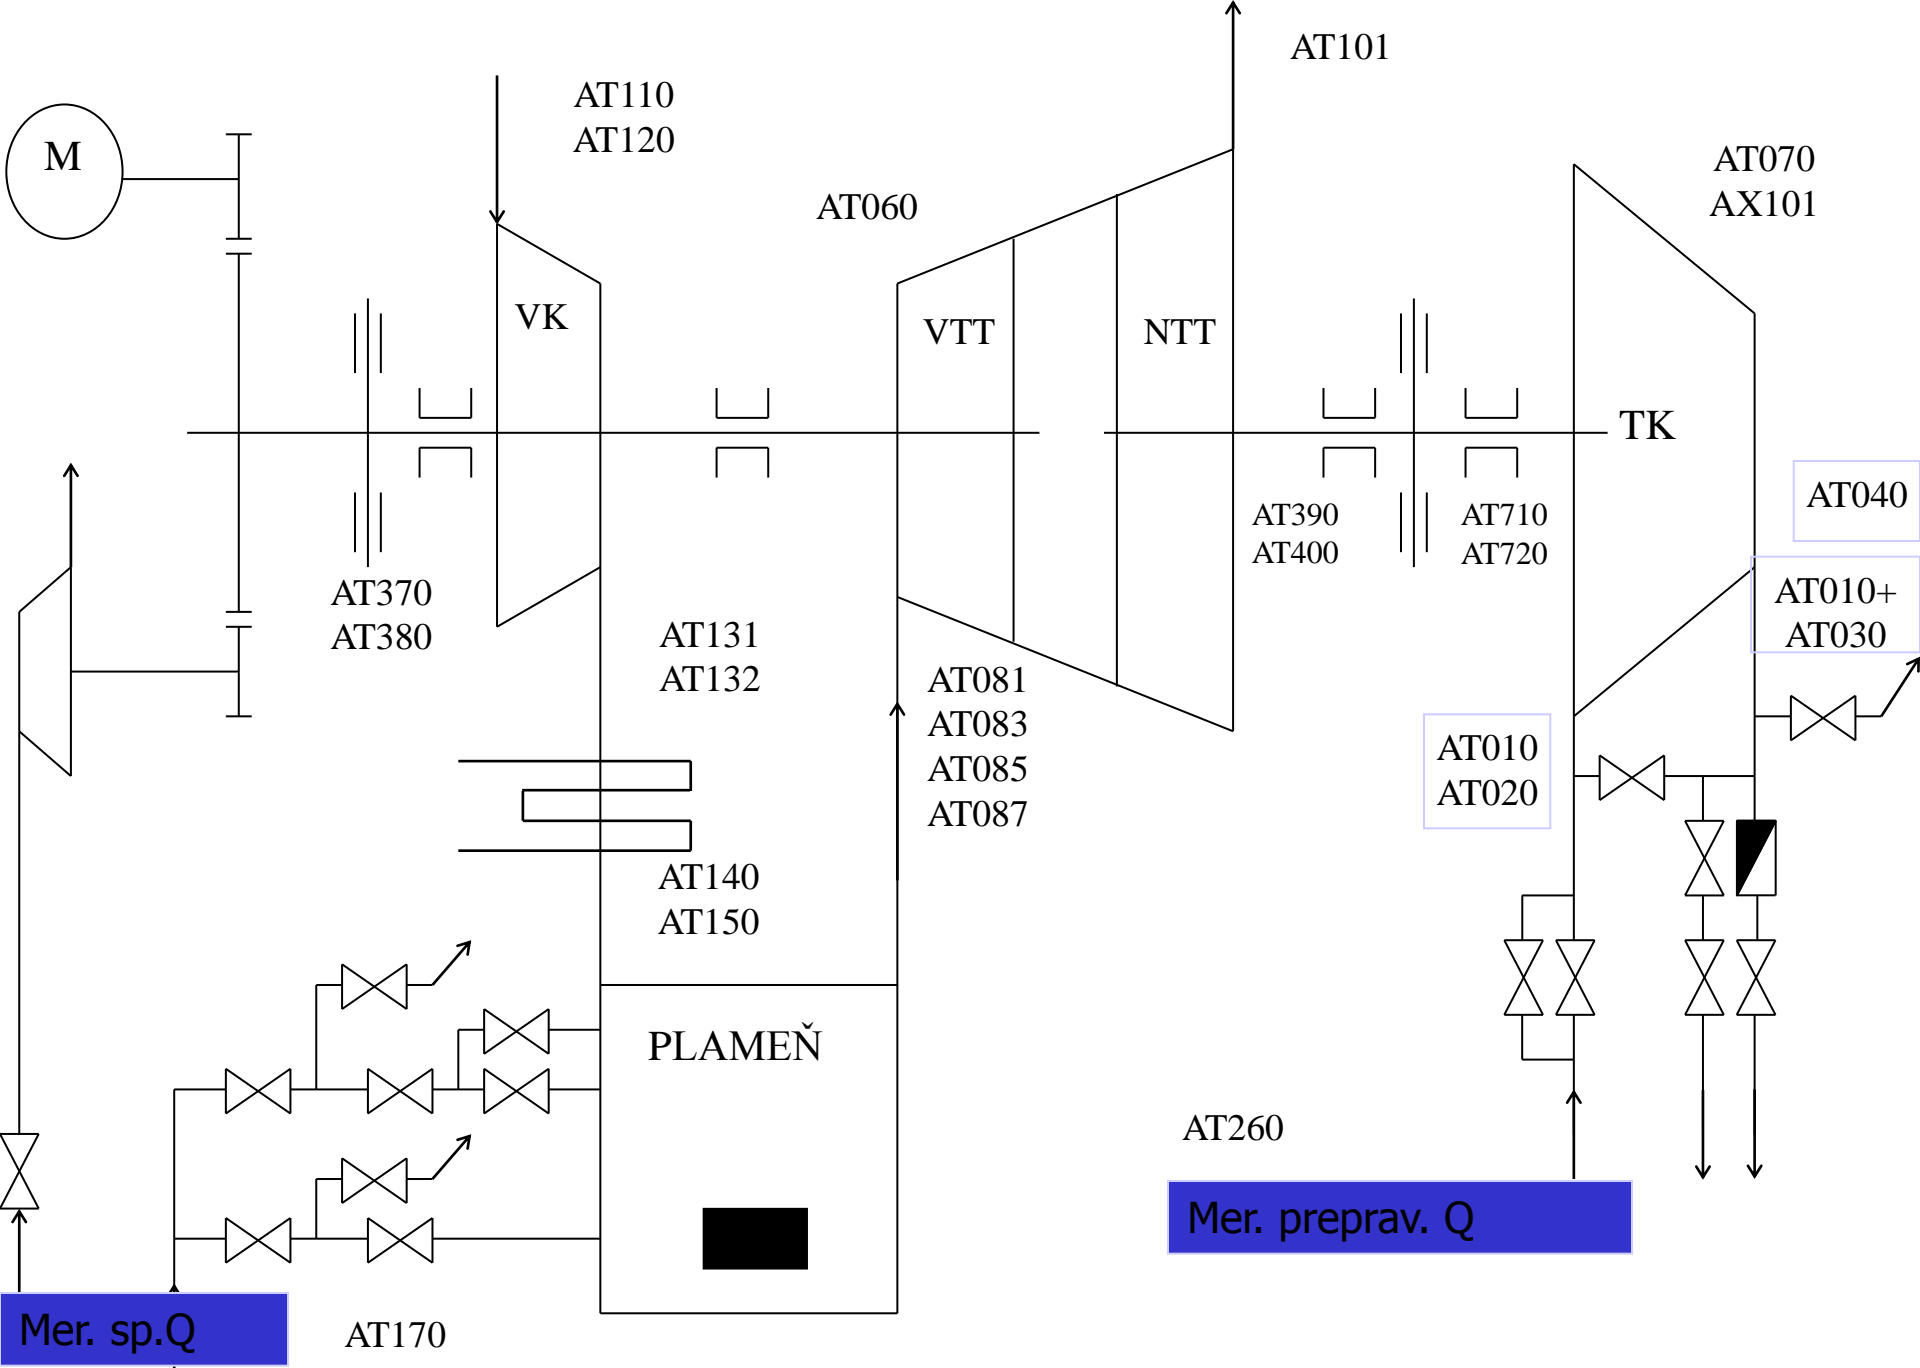 AT101
AT110
AT120
M
AT070
AX101
AT060
VK
VTT
NTT
TK
AT040
AT390
AT400
AT710
AT720
AT370
AT380
AT010+
AT030
AT131
AT132
AT081
AT083
AT085
AT087
AT010
AT020
AT140
AT150
PLAMEŇ
AT260
Mer. preprav. Q
Mer. sp.Q
AT170